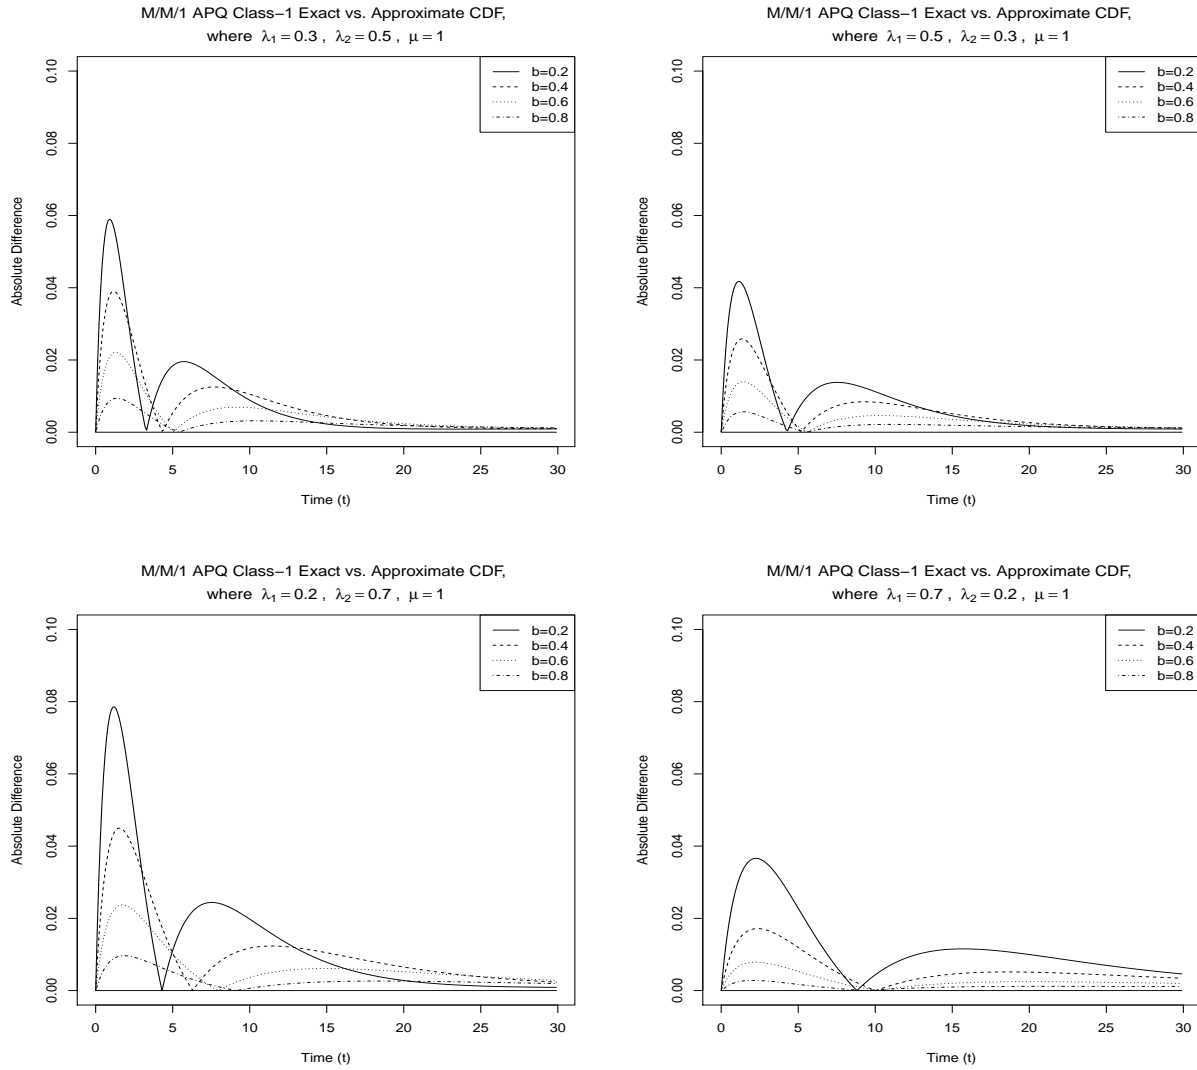 M/M/1 APQ Class−1 Exact vs. Approximate CDF,
where λ1 = 0.3 , λ2 = 0.5 , μ = 1
b=0.2
b=0.4
b=0.6
b=0.8
Absolute Difference
0.00 0.02 0.04 0.06 0.08 0.10
0 5 10 15 20 25 30
Time (t)
M/M/1 APQ Class−1 Exact vs. Approximate CDF,
where λ1 = 0.5 , λ2 = 0.3 , μ = 1
b=0.2
b=0.4
b=0.6
b=0.8
Absolute Difference
0.00 0.02 0.04 0.06 0.08 0.10
0 5 10 15 20 25 30
Time (t)
M/M/1 APQ Class−1 Exact vs. Approximate CDF,
where λ1 = 0.2 , λ2 = 0.7 , μ = 1
b=0.2
b=0.4
b=0.6
b=0.8
Absolute Difference
0.00 0.02 0.04 0.06 0.08 0.10
0 5 10 15 20 25 30
Time (t)
M/M/1 APQ Class−1 Exact vs. Approximate CDF,
where λ1 = 0.7 , λ2 = 0.2 , μ = 1
b=0.2
b=0.4
b=0.6
b=0.8
Absolute Difference
0.00 0.02 0.04 0.06 0.08 0.10
0 5 10 15 20 25 30
Time (t)